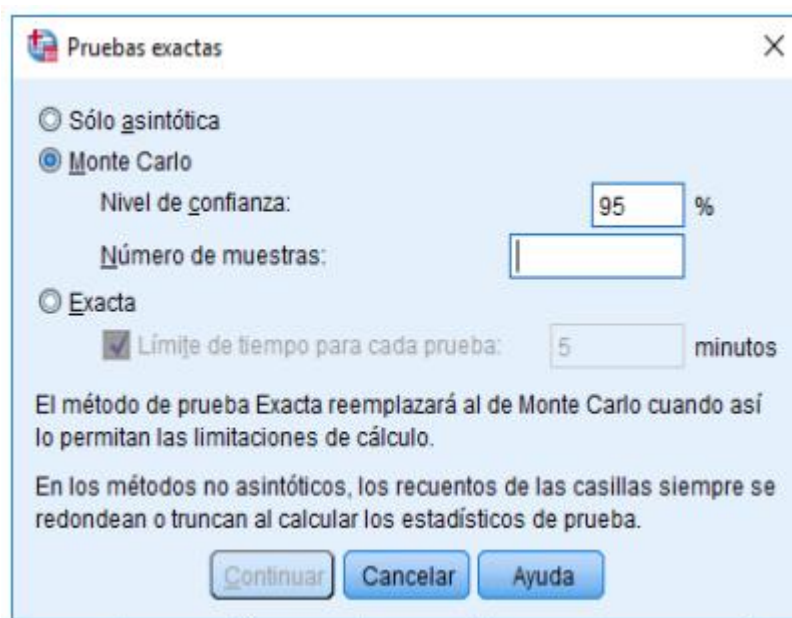 Pruebas exactas
Sólo asintótica
Monte Carlo
Nivel de confianza: 95 %
Número de muestras:
Exacta
Límite de tiempo para cada prueba: 5 minutos
El método de prueba Exacta reemplazará al de Monte Carlo cuando así
lo permitan las limitaciones de cálculo.
En los métodos no asintóticos, los recuentos de las casillas siempre se
redondean o truncan al calcular los estadísticos de prueba.
Continuar Cancelar Ayuda